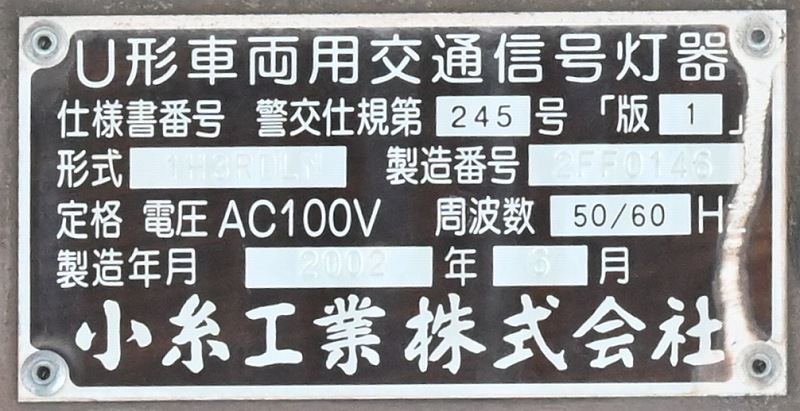 U形車両用交通信号灯器
仕様書番号 警交仕規第 245 号 「版 1 」
形式 1H3RDLN 製造番号 2FF0146
定格 電圧 AC100V 周波数 50/60 Hz
製造年月 2002 年 6 月
小糸工業株式会社